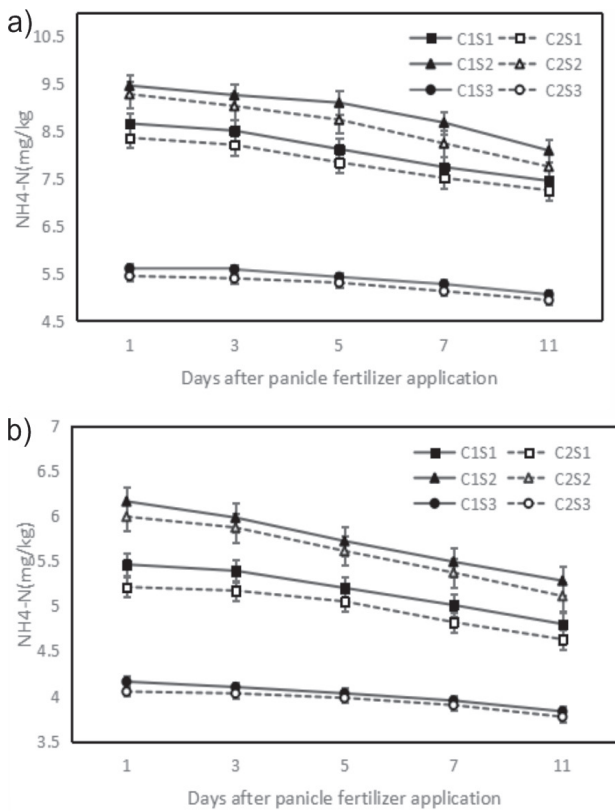 a)
10.5
9.5
8.5
7.5
6.5
5.5
4.5
NH4-N(mg/kg)
C1S1 C2S1
C1S2 C2S2
C1S3 C2S3
1 3 5 7 11
Days after panicle fertilizer application
b)
7
6.5
6
5.5
5
4.5
4
3.5
NH4-N(mg/kg)
C1S1 C2S1
C1S2 C2S2
C1S3 C2S3
1 3 5 7 11
Days after panicle fertilizer application